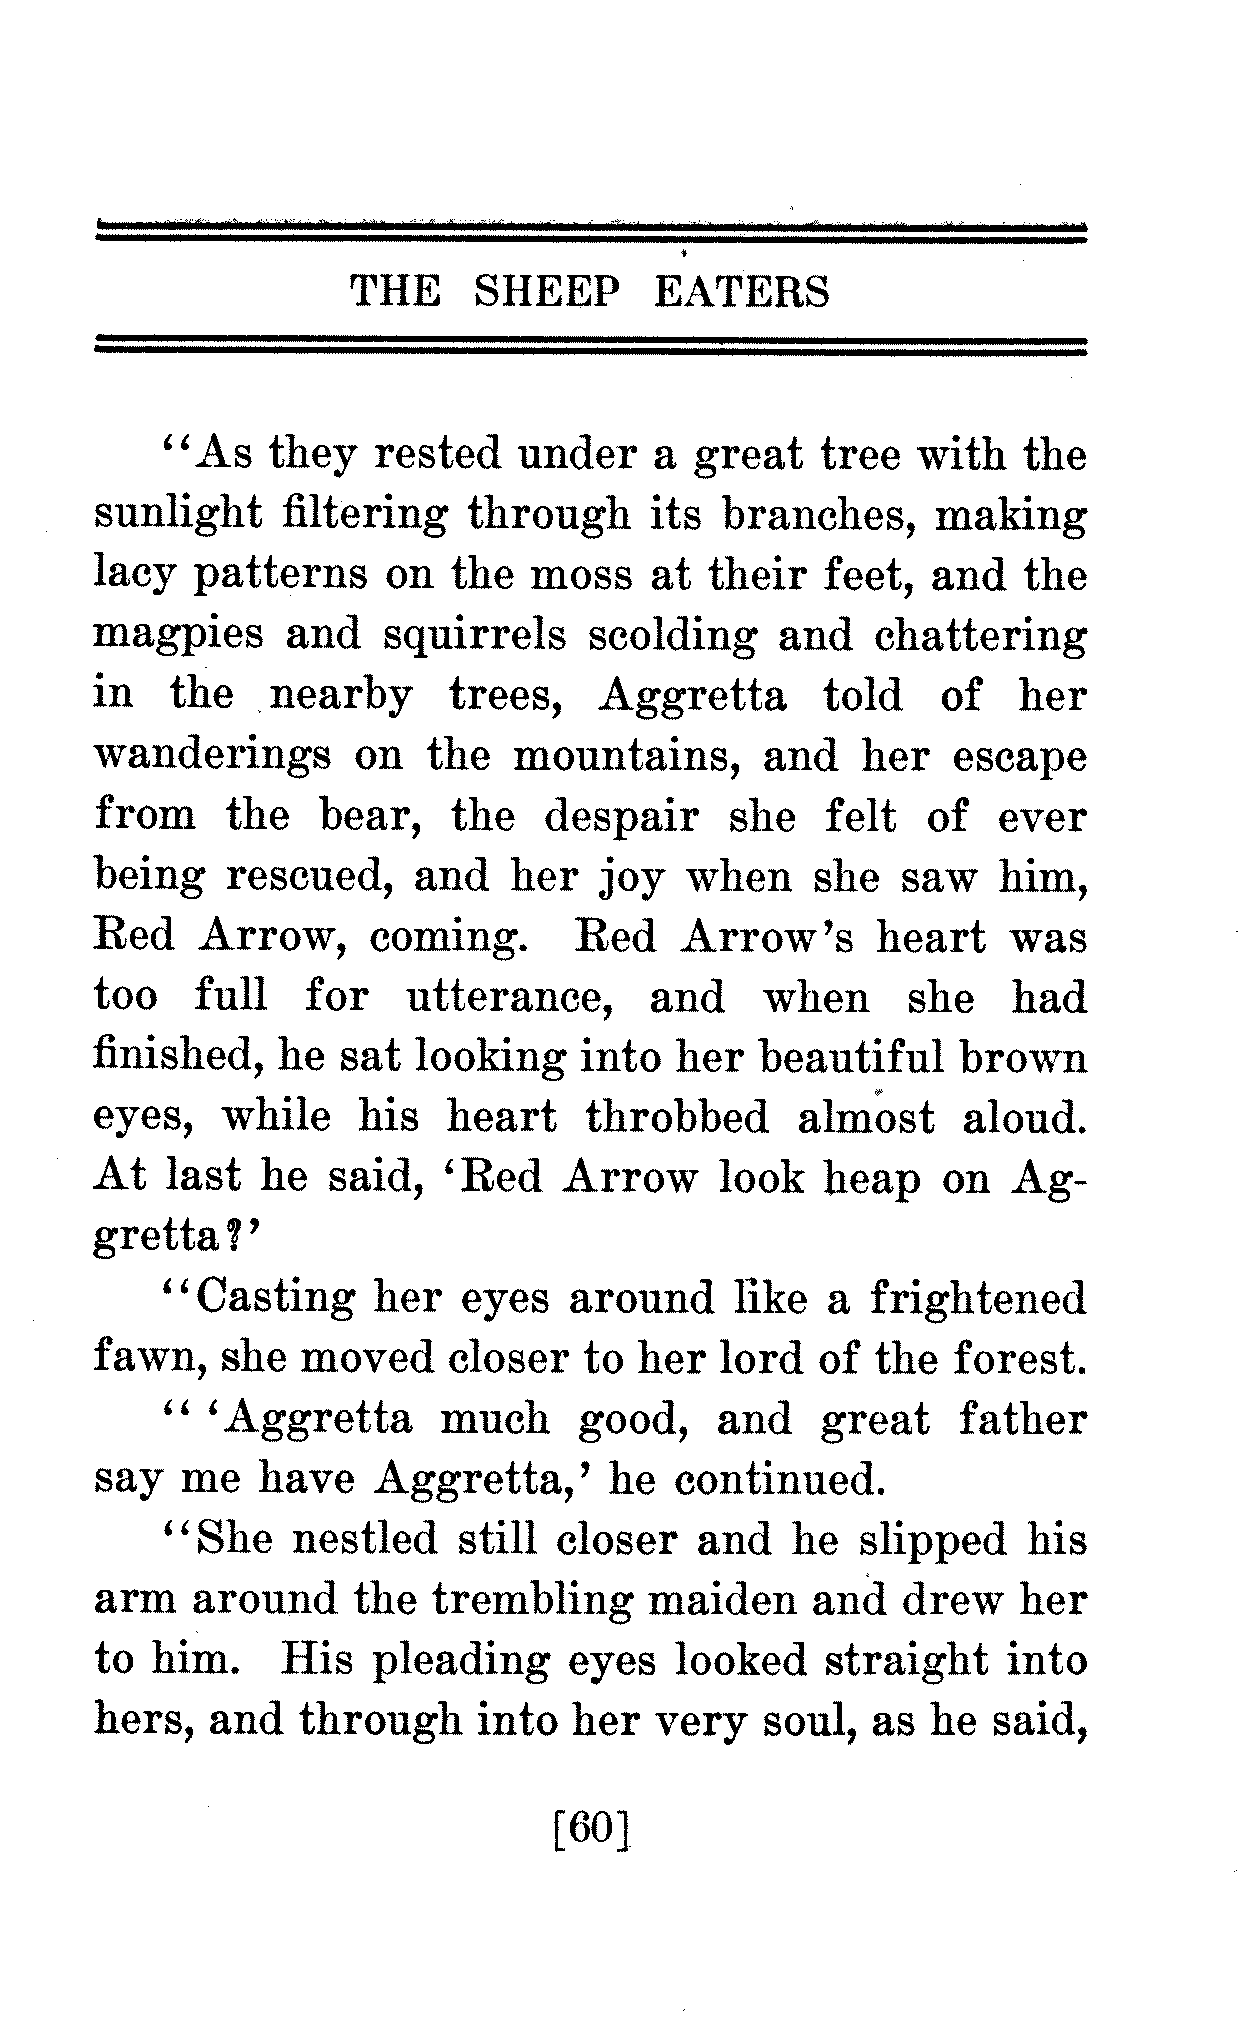 THE SHEEP EATERS
“As they rested under a great tree with the
sunlight filtering through its branches, making
lacy patterns on the moss at their feet, and the
magpies and squirrels scolding and chattering
in the nearby trees, Aggretta told of her
wanderings on the mountains, and her escape
from the bear, the despair she felt of ever
being rescued, and her joy when she saw him,
Red Arrow, coming. Red Arrow’s heart was
too full for utterance, and when she had
finished, he sat looking into her beautiful brown
eyes, while his heart throbbed almost aloud.
At last he said, ‘Red Arrow look heap on Ag-
gretta?’
“Casting her eyes around like a frightened
fawn, she moved closer to her lord of the forest.
“ ‘Aggretta much good, and great father
say me have Aggretta,’ he continued.
“She nestled still closer and he slipped his
arm around the trembling maiden and drew her
to him. His pleading eyes looked straight into
hers, and through into her very soul, as he said,
[60]